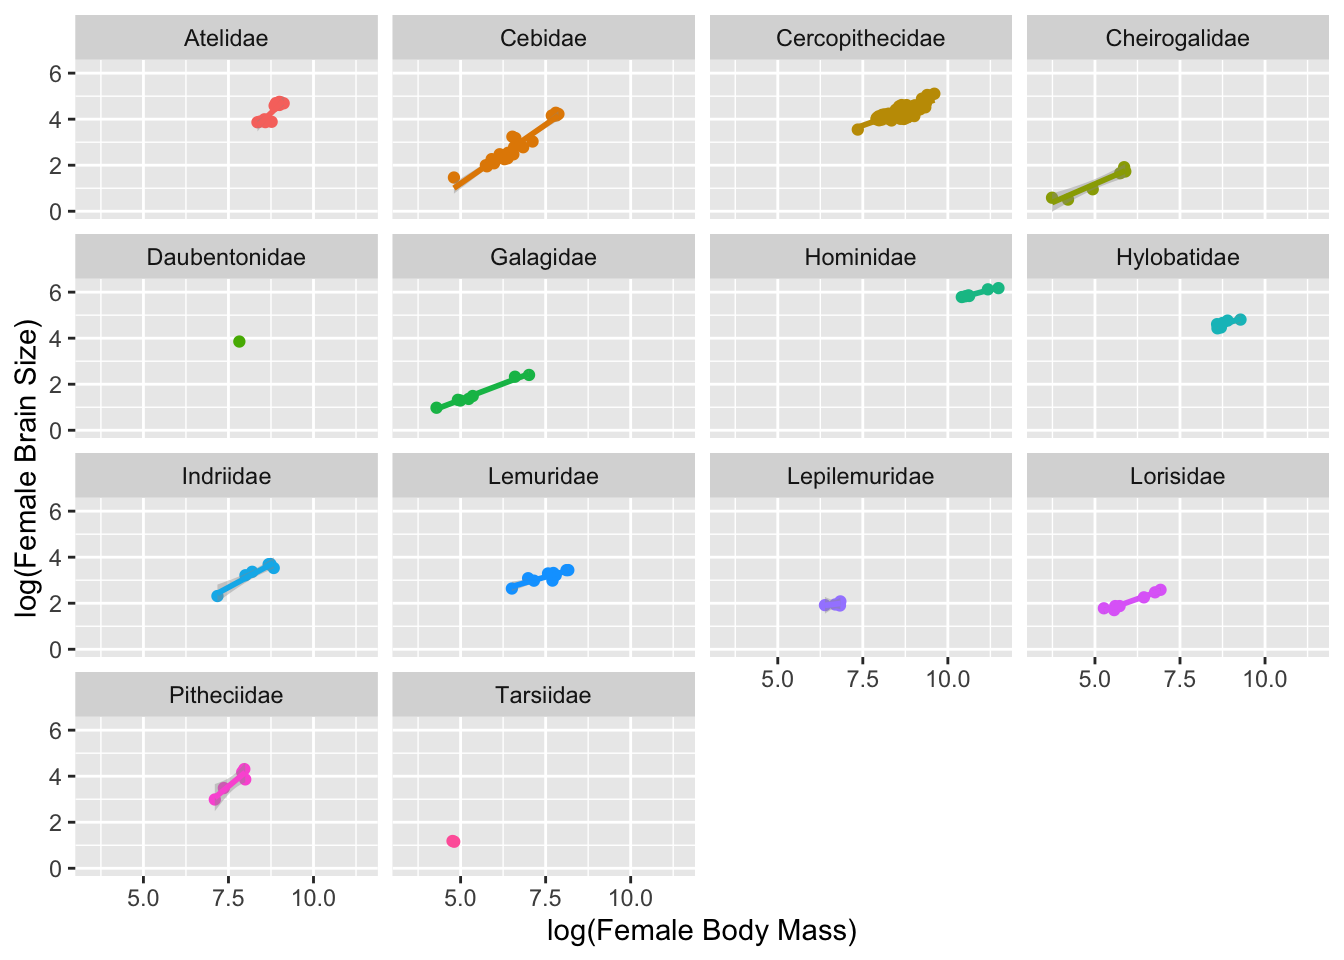 Atelidae
Cebidae
Cercopithecidae
Cheirogalidae
6
4
2
0
Daubentonidae
Galagidae
Hominidae
Hylobatidae
6
4
2
0
log(Female Brain Size)
Indriidae
Lemuridae
Lepilemuridae
Lorisidae
6
4
2
0
5.0 7.5 10.0
5.0 7.5 10.0
Pitheciidae
Tarsiidae
6
4
2
0
5.0 7.5 10.0
5.0 7.5 10.0
log(Female Body Mass)